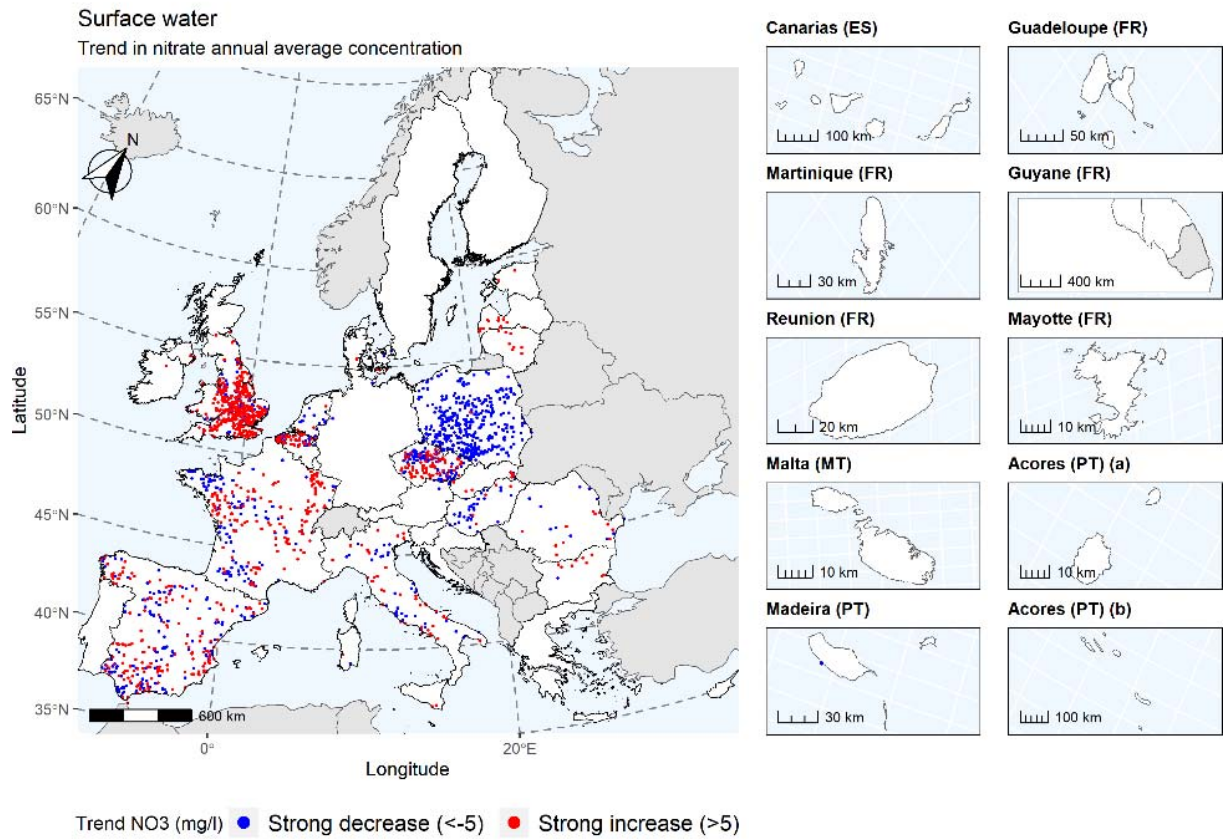 Surface water
Trend in nitrate annual average concentration
65°N
60°N
55°N
50°N
45°N
40°N
35°N
Latitude
N
600 km
0°
20°E
Longitude
Trend NO3 (mg/l) Strong decrease (<-5) Strong increase (>5)
Canarias (ES)
100 km
Guadeloupe (FR)
50 km
Martinique (FR)
30 km
Guyane (FR)
400 km
Reunion (FR)
20 km
Mayotte (FR)
10 km
Malta (MT)
10 km
Acores (PT) (a)
10 km
Madeira (PT)
30 km
Acores (PT) (b)
100 km